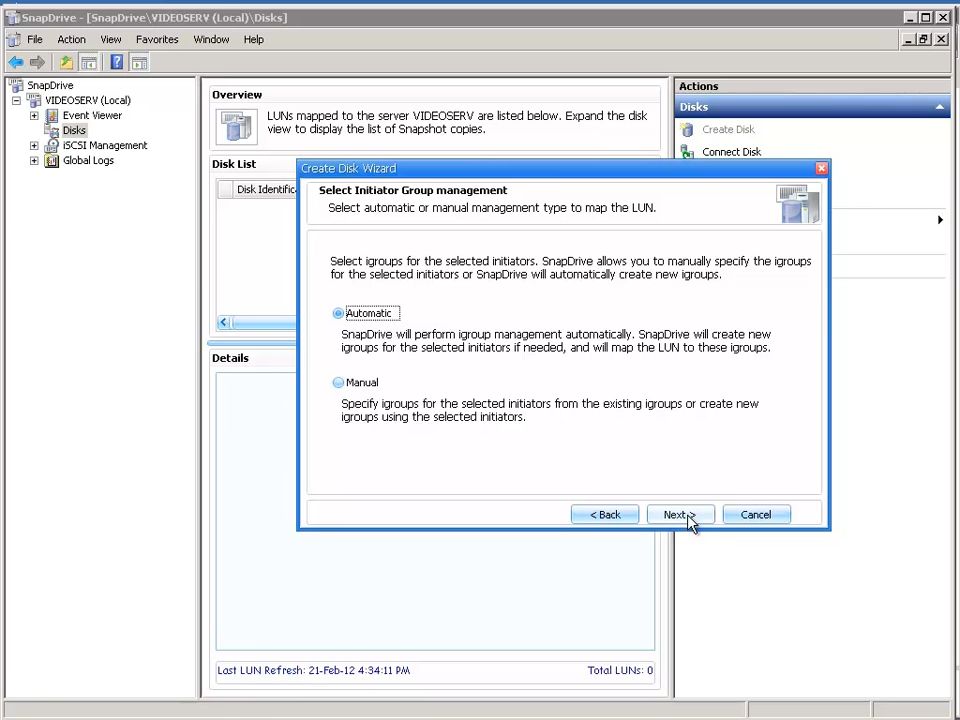 SnapDrive - [SnapDrive\VIDEOSERV (Local)\Disks]
File Action View Favorites Window Help
SnapDrive
VIDEOSERV (Local)
Event Viewer
Disks
iSCSI Management
Global Logs
Overview
LUNs mapped to the server VIDEOSERV are listed below. Expand the disk
view to display the list of Snapshot copies.
Disk List
Disk Identific
Details
Last LUN Refresh: 21-Feb-12 4:34:11 PM Total LUNs: 0
Actions
Disks
Create Disk
Connect Disk
Create Disk Wizard
Select Initiator Group management
Select automatic or manual management type to map the LUN.
Select igroups for the selected initiators. SnapDrive allows you to manually specify the igroups
for the selected initiators or SnapDrive will automatically create new igroups.
Automatic
SnapDrive will perform igroup management automatically. SnapDrive will create new
igroups for the selected initiators if needed, and will map the LUN to these igroups.
Manual
Specify igroups for the selected initiators from the existing igroups or create new
igroups using the selected initiators.
< Back Next > Cancel